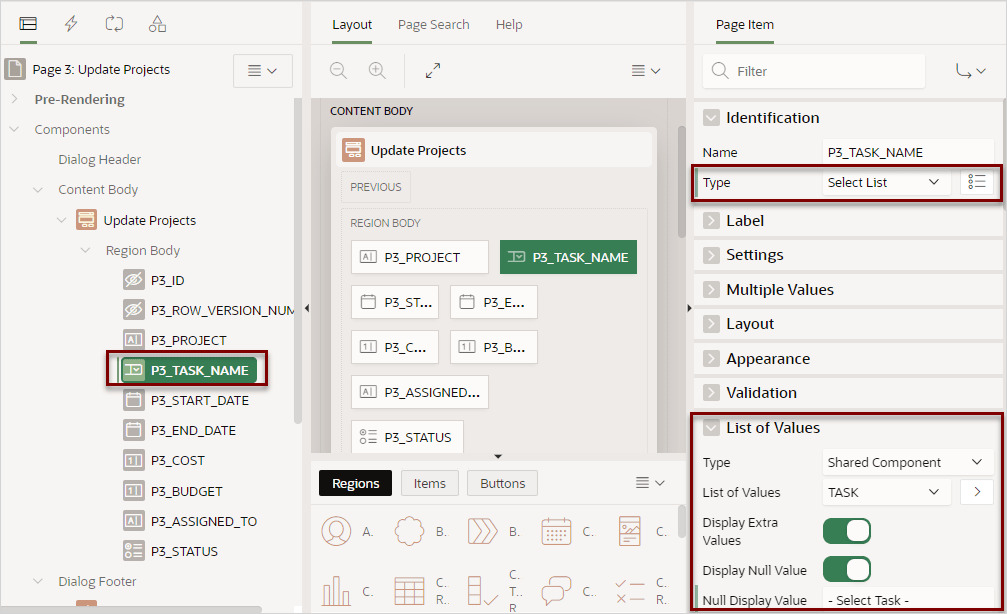 Page 3: Update Projects
Pre-Rendering
Components
Dialog Header
Content Body
Update Projects
Region Body
P3_ID
P3_ROW_VERSION_NUM
P3_PROJECT
P3_TASK_NAME
P3_START_DATE
P3_END_DATE
P3_COST
P3_BUDGET
P3_ASSIGNED_TO
P3_STATUS
Dialog Footer
Layout Page Search Help
CONTENT BODY
Update Projects
PREVIOUS
REGION BODY
P3_PROJECT P3_TASK_NAME
P3_ST... P3_E...
P3_C... P3_B...
P3_ASSIGNED...
P3_STATUS
Regions Items Buttons
A. B. B. C. C.
C. C. R. C. T. R C. C. R.
Page Item
Filter
Identification
Name P3_TASK_NAME
Type Select List
Label
Settings
Multiple Values
Layout
Appearance
Validation
List of Values
Type Shared Component
List of Values TASK
Display Extra
Values
Display Null Value
Null Display Value - Select Task -